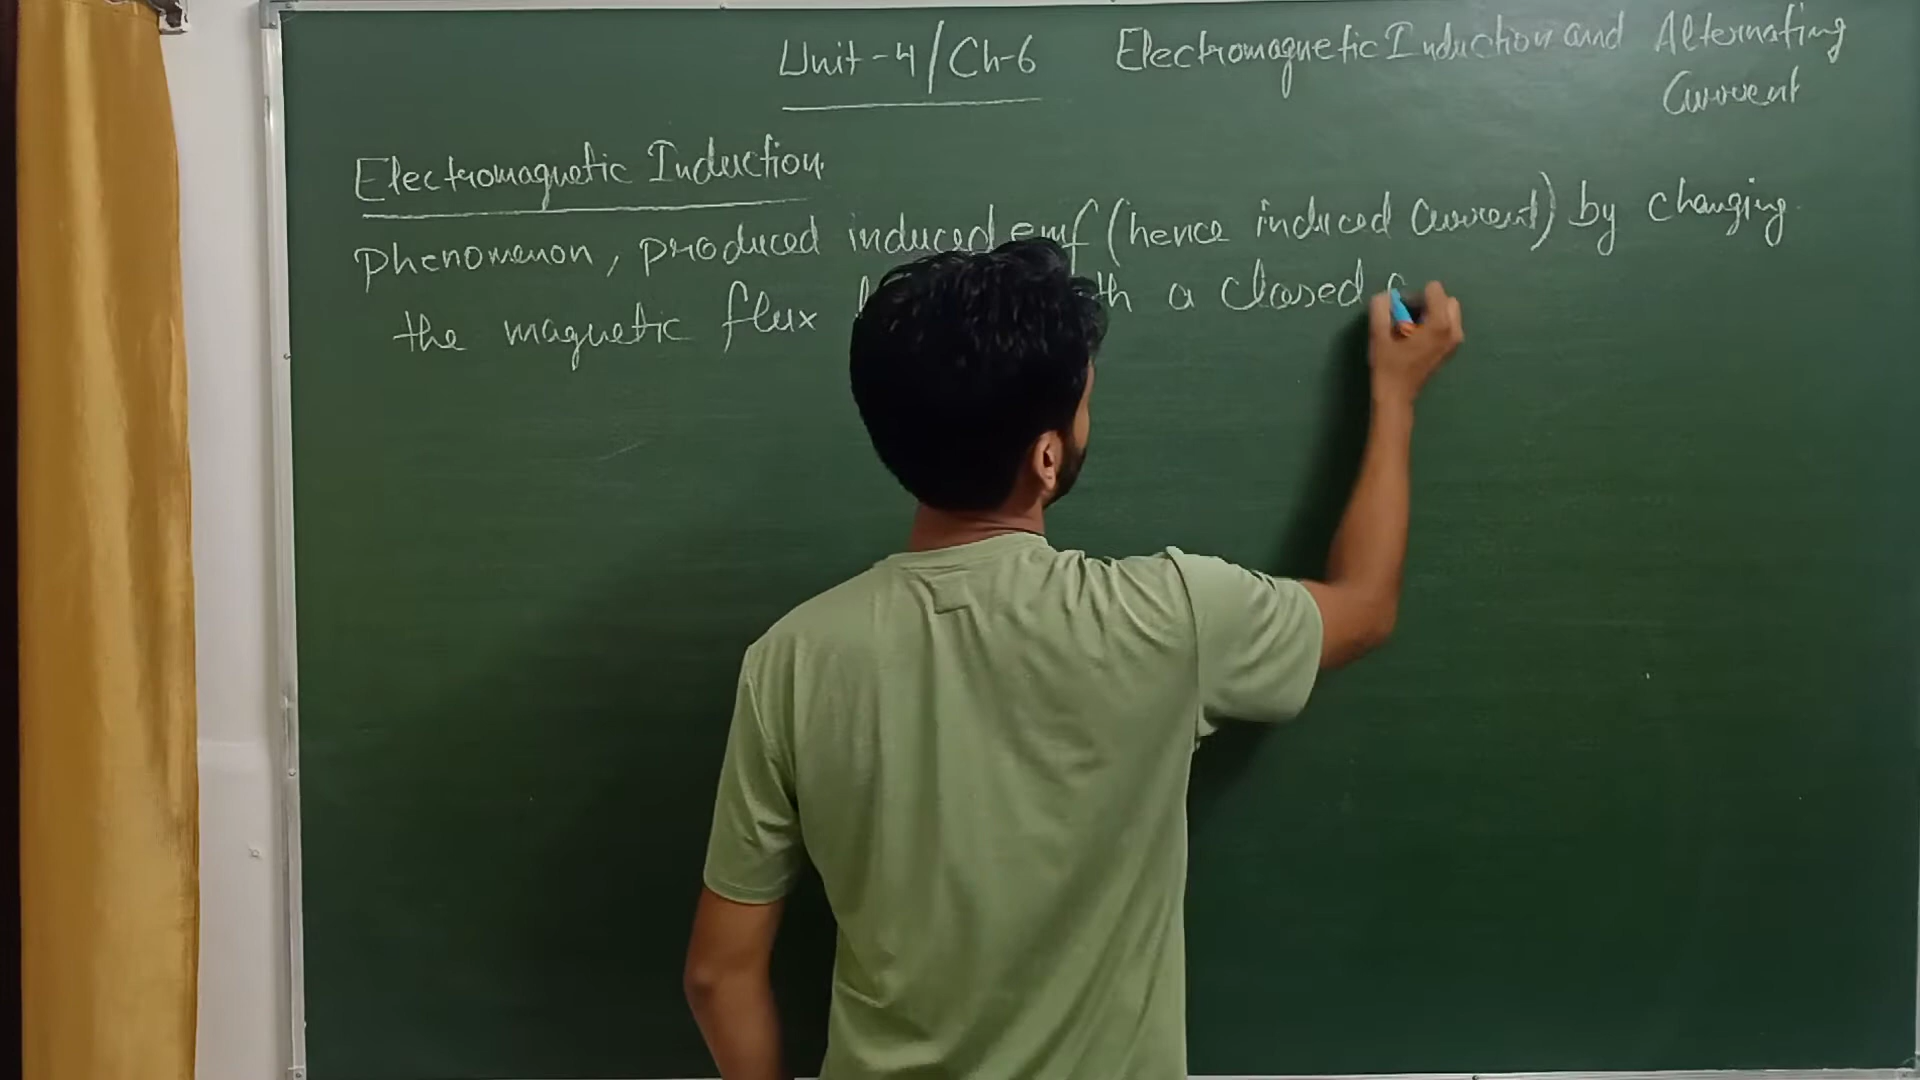 Unit-4/Ch-6 Electromagnetic Induction and Alternating
Current
Electromagnetic Induction
Phenomenon, produced induced emf (hence induced current) by changing
the magnetic flux a closed